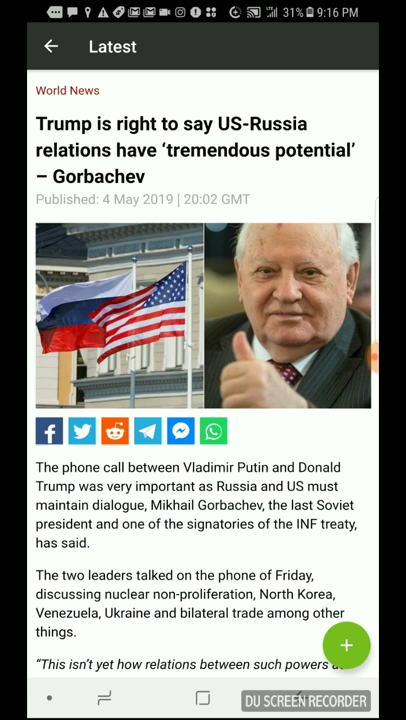 31% 9:16 PM
Latest
World News
Trump is right to say US-Russia
relations have ‘tremendous potential’
– Gorbachev
Published: 4 May 2019 | 20:02 GMT
The phone call between Vladimir Putin and Donald
Trump was very important as Russia and US must
maintain dialogue, Mikhail Gorbachev, the last Soviet
president and one of the signatories of the INF treaty,
has said.
The two leaders talked on the phone of Friday,
discussing nuclear non-proliferation, North Korea,
Venezuela, Ukraine and bilateral trade among other
things.
“This isn’t yet how relations between such powers
DU SCREEN RECORDER